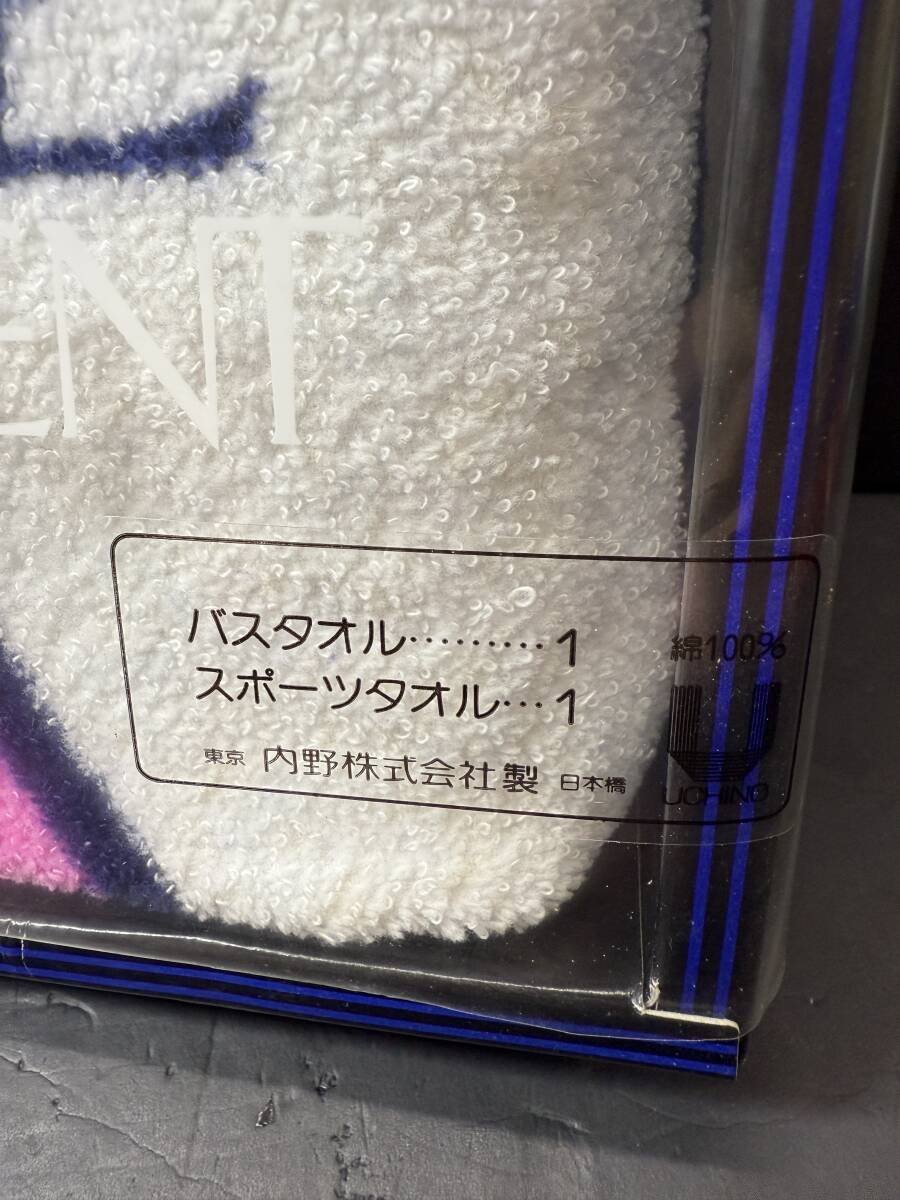 ENT
バスタオル………1
スポーツタオル…1
綿100%
東京 内野株式会社製 日本橋
UCHINO